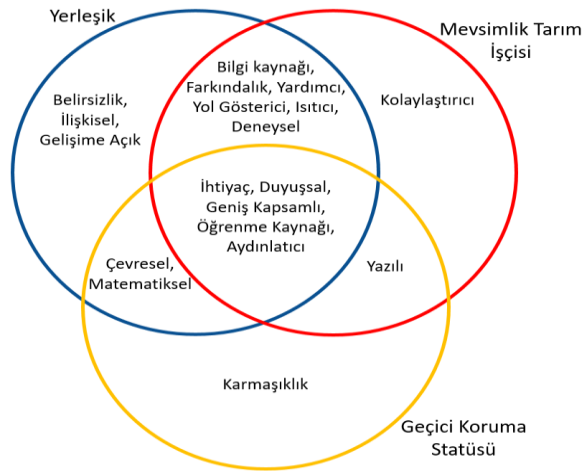 Yerleşik
Mevsimlik Tarım
İşçisi
Bilgi kaynağı,
Farkındalık, Yardımcı,
Yol Gösterici, Isıtıcı,
Deneysel
Belirsizlik,
İlişkisel,
Gelişime Açık
Kolaylaştırıcı
İhtiyaç, Duyuşsal,
Geniş Kapsamlı,
Öğrenme Kaynağı,
Aydınlatıcı
Çevresel,
Matematiksel
Yazılı
Karmaşıklık
Geçici Koruma
Statüsü